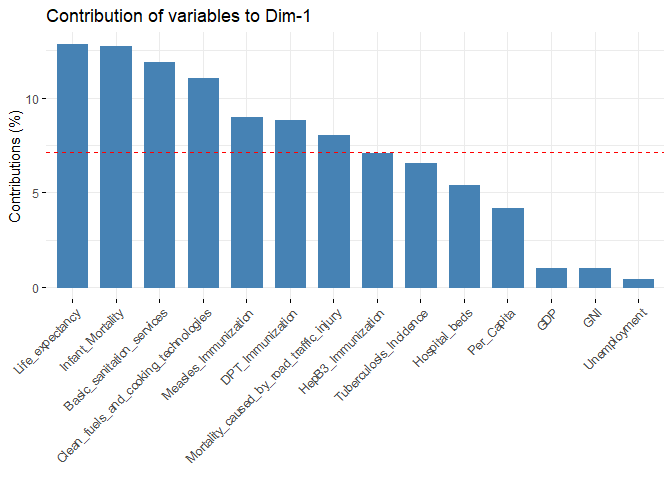 Contribution of variables to Dim-1
Contributions (%)
10
5
0
Life_expectancy
Infant_Mortality
Basic_sanitation_services
Clean_fuels_and_cooking_technologies
Measles_Immunization
DPT_Immunization
Mortality_caused_by_road_traffic_injury
HepB3_Immunization
Tuberculosis_Incidence
Hospital_beds
Per_Capita
GDP
GNI
Unemployment